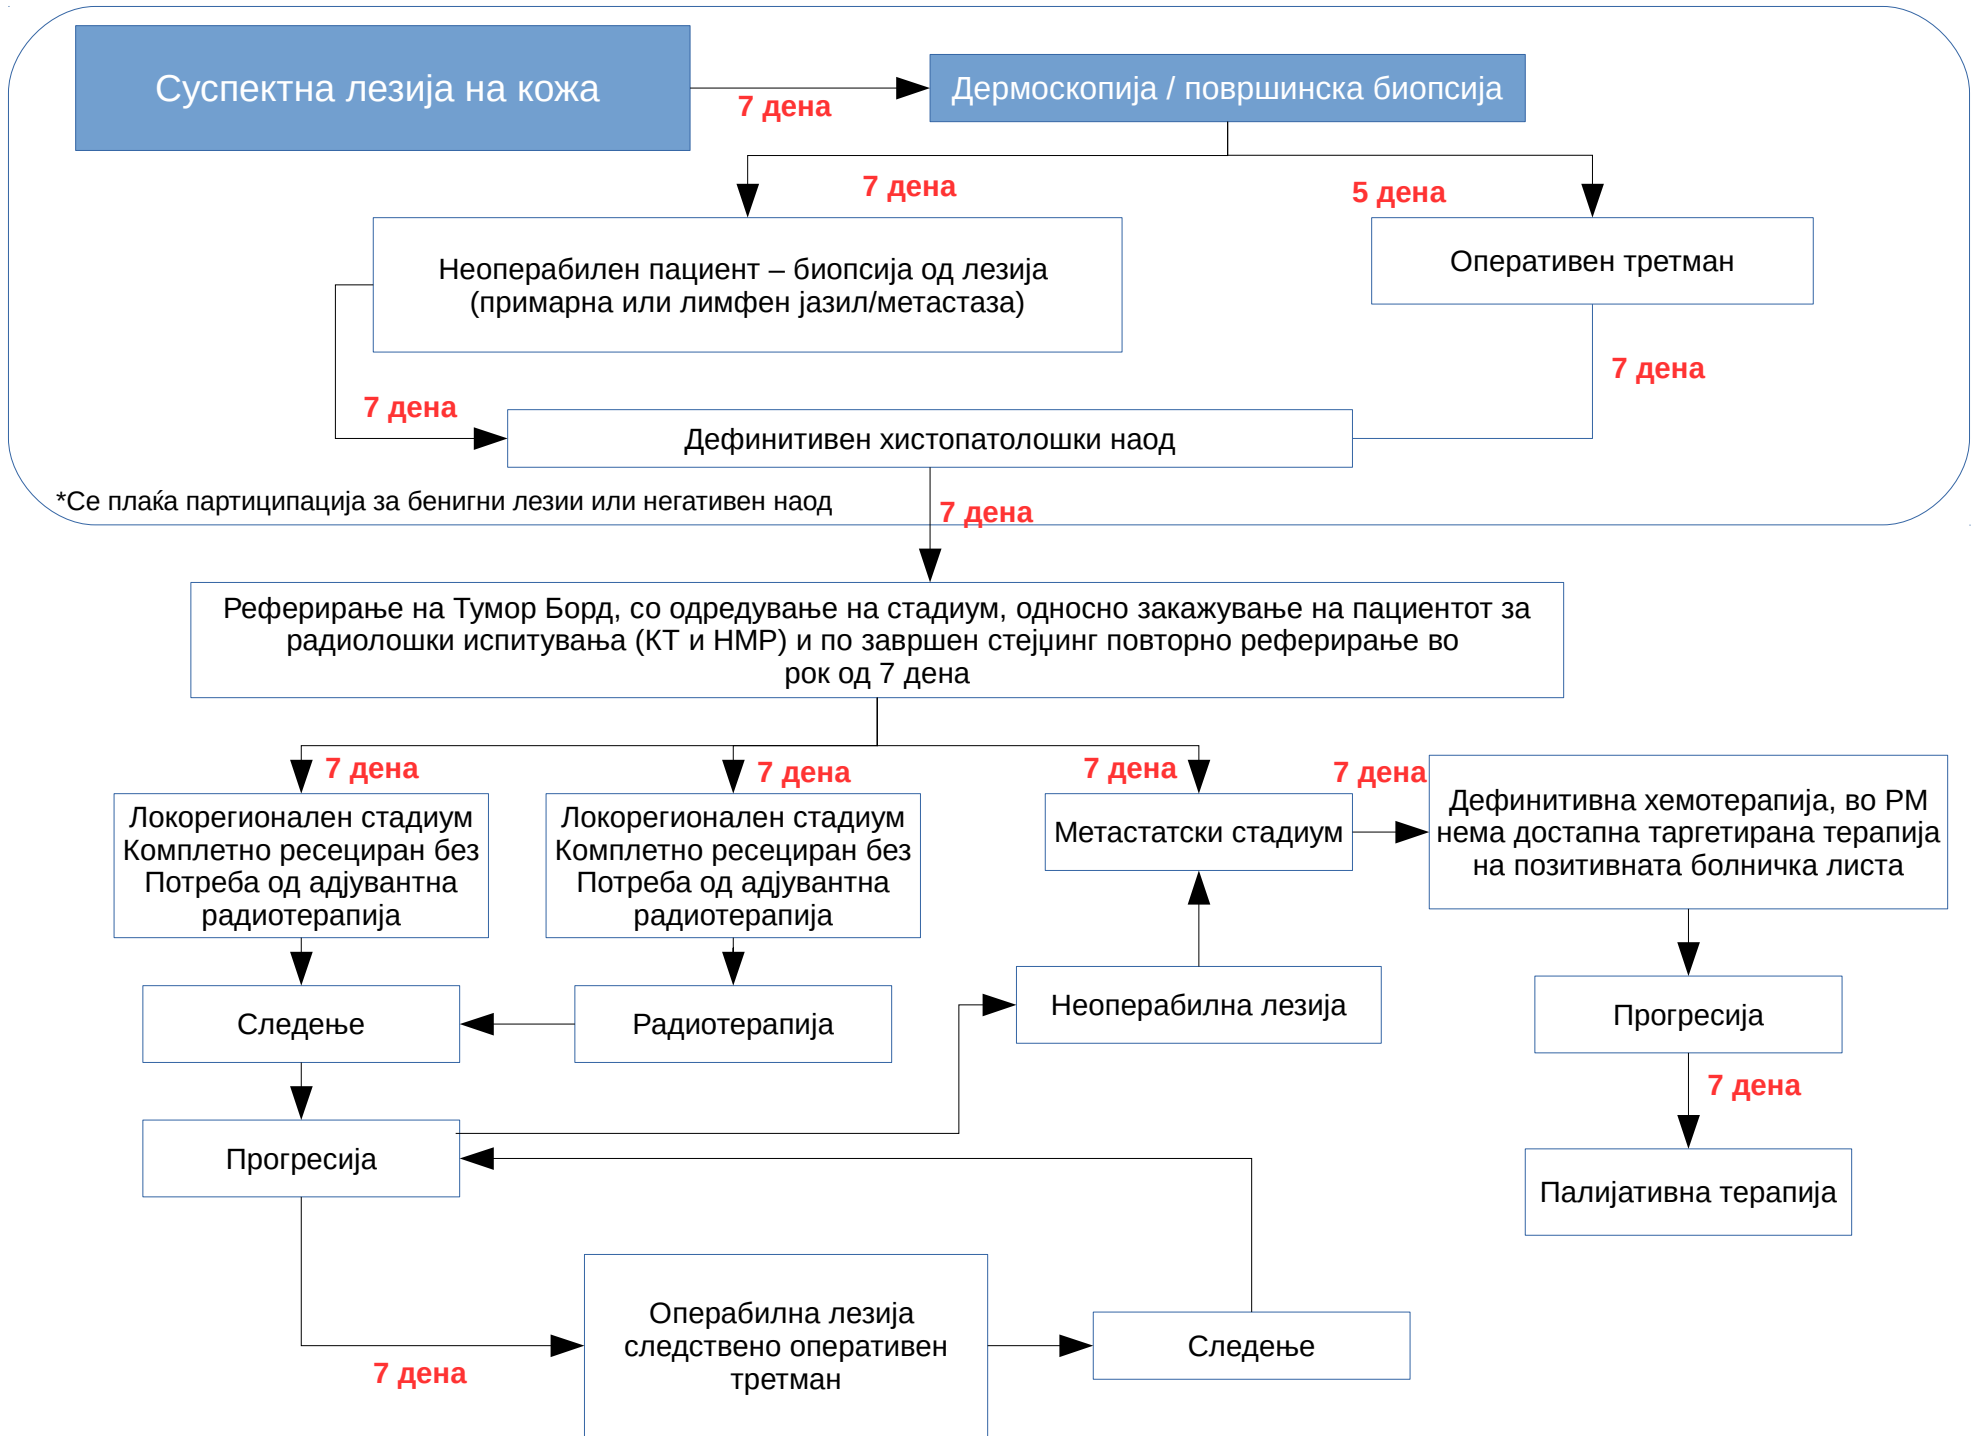 Суспектна лезија на кожа
7 дена
Дермоскопија / површинска биопсија
7 дена
5 дена
Неоперабилен пациент – биопсија од лезија
(примарна или лимфен јазил/метастаза)
Оперативен третман
7 дена
7 дена
Дефинитивен хистопатолошки наод
*Се плаќа партиципација за бенигни лезии или негативен наод
7 дена
Реферирање на Тумор Борд, со одредување на стадиум, односно закажување на пациентот за
радиолошки испитувања (КТ и НМР) и по завршен стејџинг повторно реферирање во
рок од 7 дена
7 дена
7 дена
7 дена
7 дена
Локорегионален стадиум
Комплетно ресециран без
Потреба од адјувантна
радиотерапија
Локорегионален стадиум
Комплетно ресециран без
Потреба од адјувантна
радиотерапија
Метастатски стадиум
Дефинитивна хемотерапија, во РМ
нема достапна таргетирана терапија
на позитивната болничка листа
Следење
Радиотерапија
Неоперабилна лезија
Прогресија
7 дена
Прогресија
Палијативна терапија
7 дена
Операбилна лезија
следствено оперативен
третман
Следење